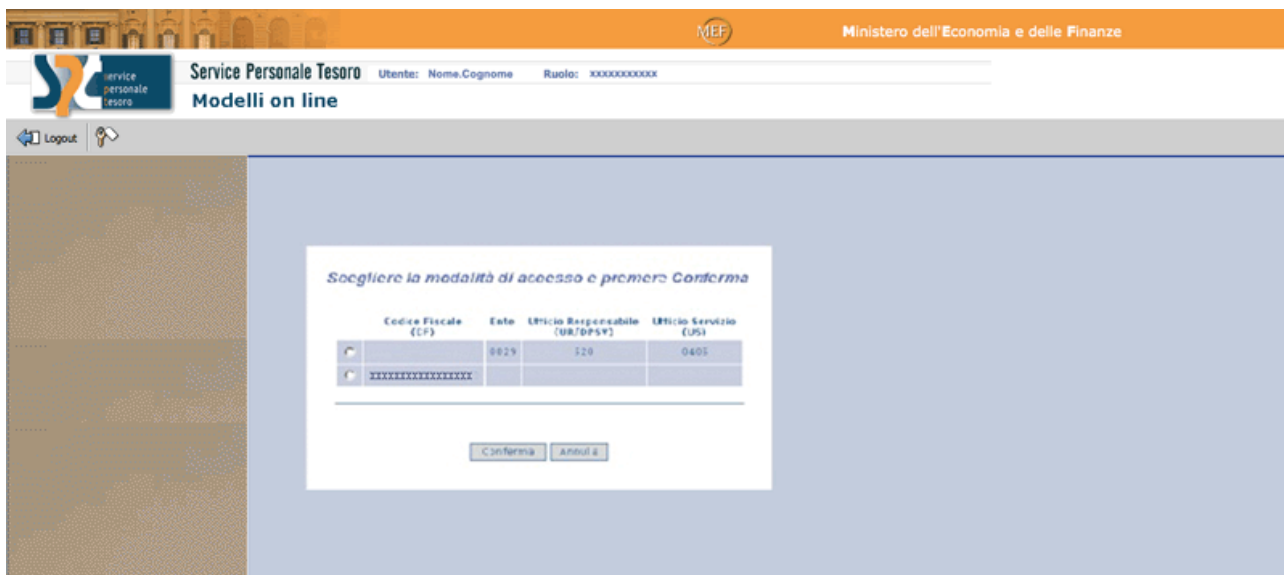 MEF
Ministero dell'Economia e delle Finanze
service
personale
tesoro
Service Personale Tesoro Utente: Nome.Cognome Ruolo: xxxxxxxxxxx
Modelli on line
Logout
Scegliere la modalità di accesso e premere Conferma
Codice Fiscale Ente Ufficio Responsabile Ufficio Servizio
(CF) (UR/DPSV) (US)
0029 520
XXXXXXXXXXXXXXXX
Conferma Annulla